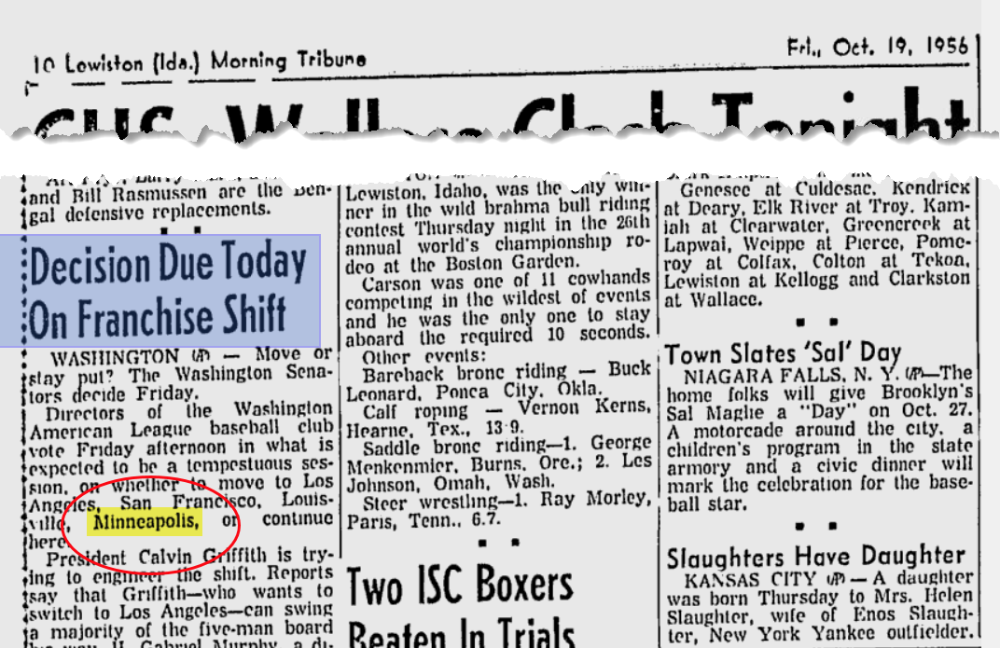 10 Lewiston (Ida.) Morning Tribune
Fri., Oct. 19, 1956
Clash Tonight
and Bill Rasmussen are the Ben-
gal defensive replacements.
Decision Due Today
On Franchise Shift
WASHINGTON (AP) — Move or
stay put? The Washington Sena-
tors decide Friday.
Directors of the Washington
American League baseball club
vote Friday afternoon in what is
expected to be a tempestuous ses-
sion, on whether to move to Los
Angeles, San Francisco, Louis-
ville, Minneapolis, or continue
here.
President Calvin Griffith is try-
ing to engineer the shift. Reports
say that Griffith—who wants to
switch to Los Angeles—can swing
a majority of the five-man board
Lewiston, Idaho, was the only win-
ner in the wild brahma bull riding
contest Thursday night in the 26th
annual world's championship ro-
deo at the Boston Garden.
Carson was one of 11 cowhands
competing in the wildest of events
and he was the only one to stay
aboard the required 10 seconds.
Other events:
Bareback bronc riding — Buck
Leonard, Ponca City, Okla.
Calf roping — Vernon Kerns,
Hearne, Tex., 13.9.
Saddle bronc riding—1. George
Menkenmier, Burns, Ore.; 2. Les
Johnson, Omah, Wash.
Steer wrestling—1. Ray Morley,
Paris, Tenn., 6.7.
Two ISC Boxers
Beaten In Trials
Genesee at Culdesac, Kendrick
at Deary, Elk River at Troy. Kam-
iah at Clearwater, Greencreek at
Lapwai, Weippe at Pierce, Pome-
roy at Colfax, Colton at Tekoa,
Lewiston at Kellogg and Clarkston
at Wallace.
Town Slates 'Sal' Day
NIAGARA FALLS, N. Y. (AP)—The
home folks will give Brooklyn's
Sal Maglie a "Day" on Oct. 27.
A motorcade around the city, a
children's program in the state
armory and a civic dinner will
mark the celebration for the base-
ball star.
Slaughters Have Daughter
KANSAS CITY (AP) — A daughter
was born Thursday to Mrs. Helen
Slaughter, wife of Enos Slaugh-
ter, New York Yankee outfielder.